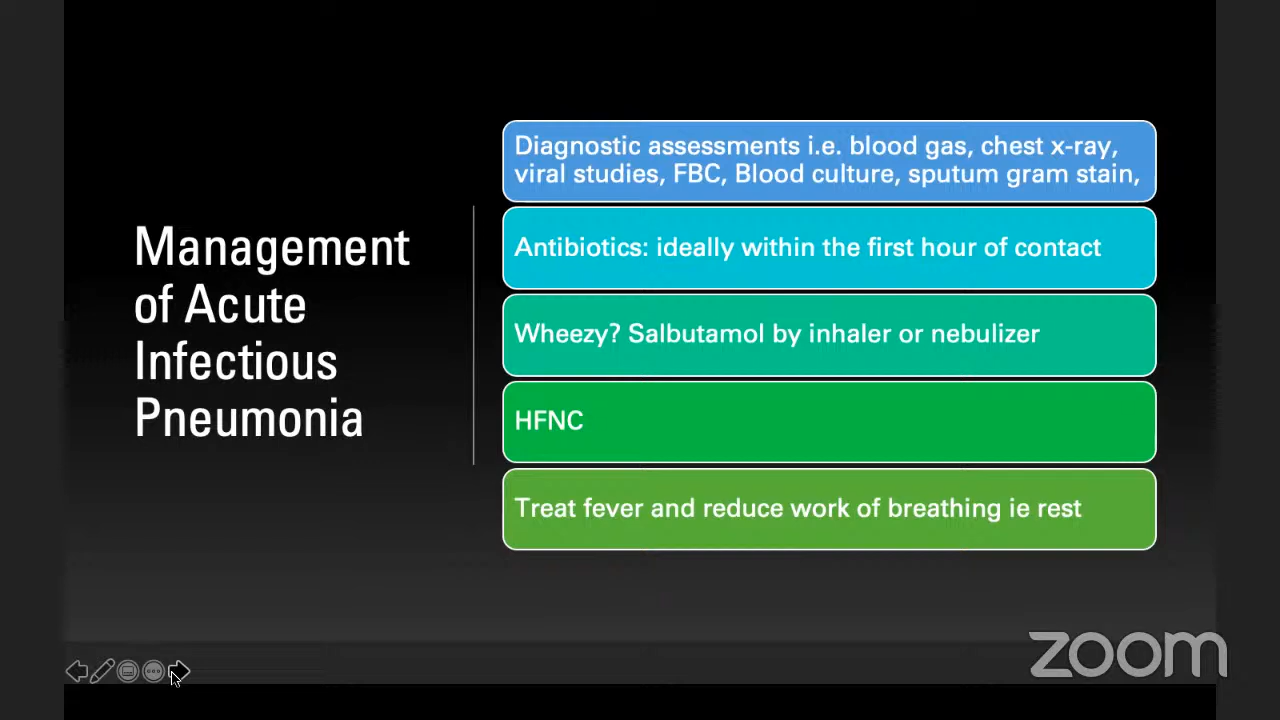 Management
of Acute
Infectious
Pneumonia
Diagnostic assessments i.e. blood gas, chest x-ray,
viral studies, FBC, Blood culture, sputum gram stain,
Antibiotics: ideally within the first hour of contact
Wheezy? Salbutamol by inhaler or nebulizer
HFNC
Treat fever and reduce work of breathing ie rest
zoom